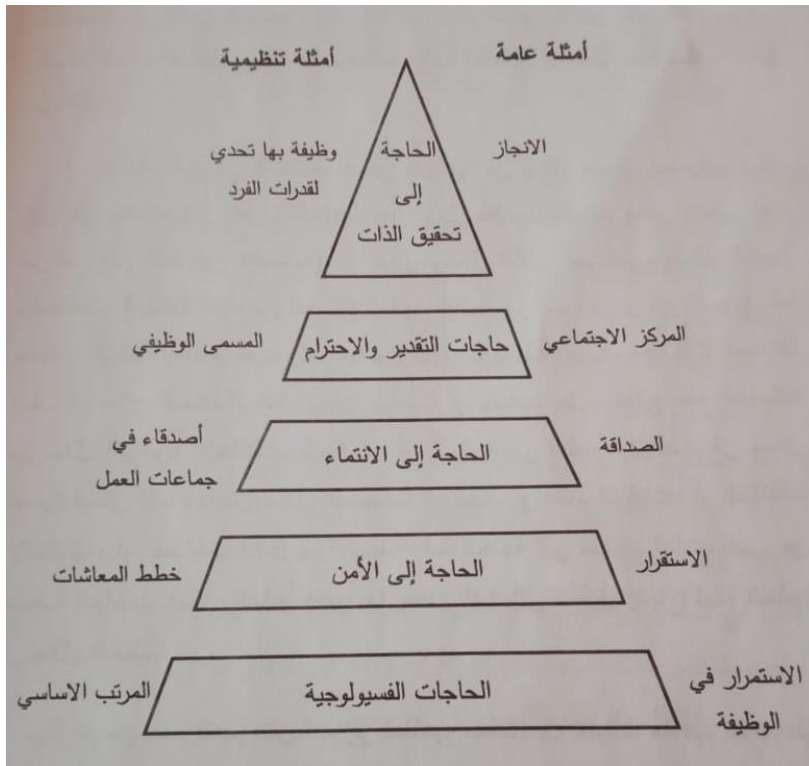 أمثلة عامة
أمثلة تنظيمية
الانجاز
الحاجة
إلى
تحقيق الذات
وظيفة بها تحدي
لقدرات الفرد
المركز الاجتماعي
حاجات التقدير والاحترام
المسمى الوظيفي
الصداقة
الحاجة إلى الانتماء
أصدقاء في
جماعات العمل
الاستقرار
الحاجة إلى الأمن
خطط المعاشات
الاستمرار في
الوظيفة
الحاجات الفسيولوجية
المرتب الاساسي